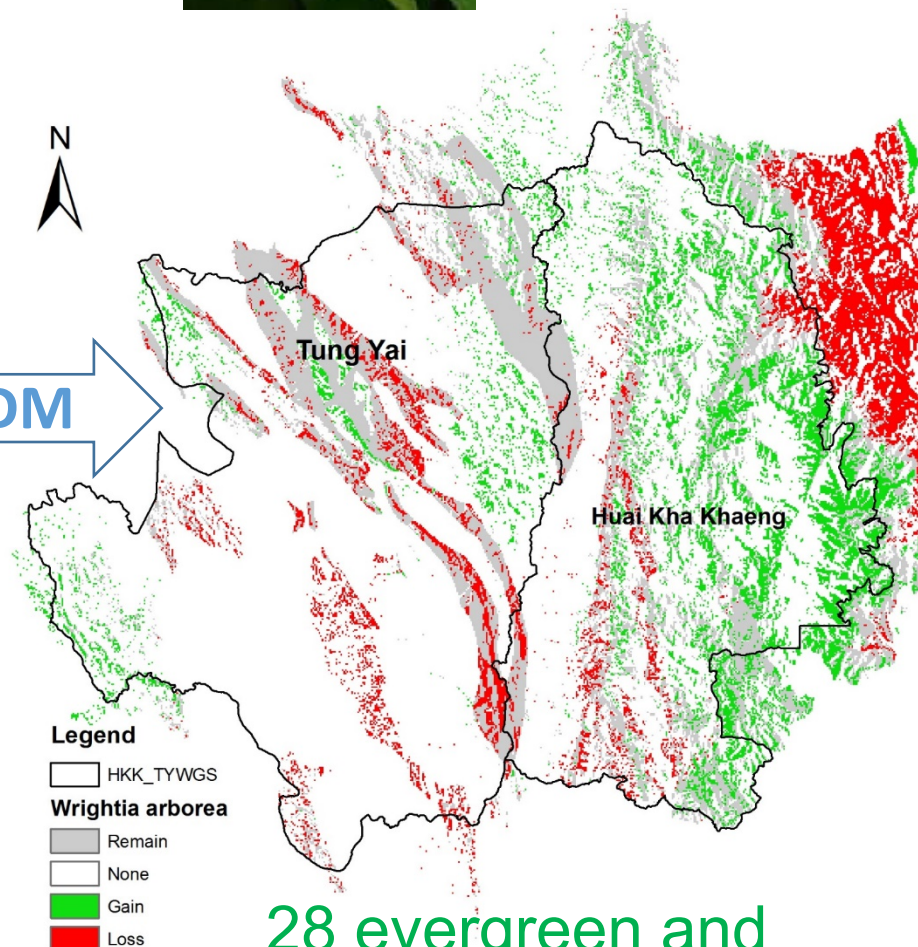 N
Tung Yai
DM
Huai Kha Khaeng
Legend
HKK_TYWGS
Wrightia arborea
Remain
None
Gain
Loss
28 evergreen and